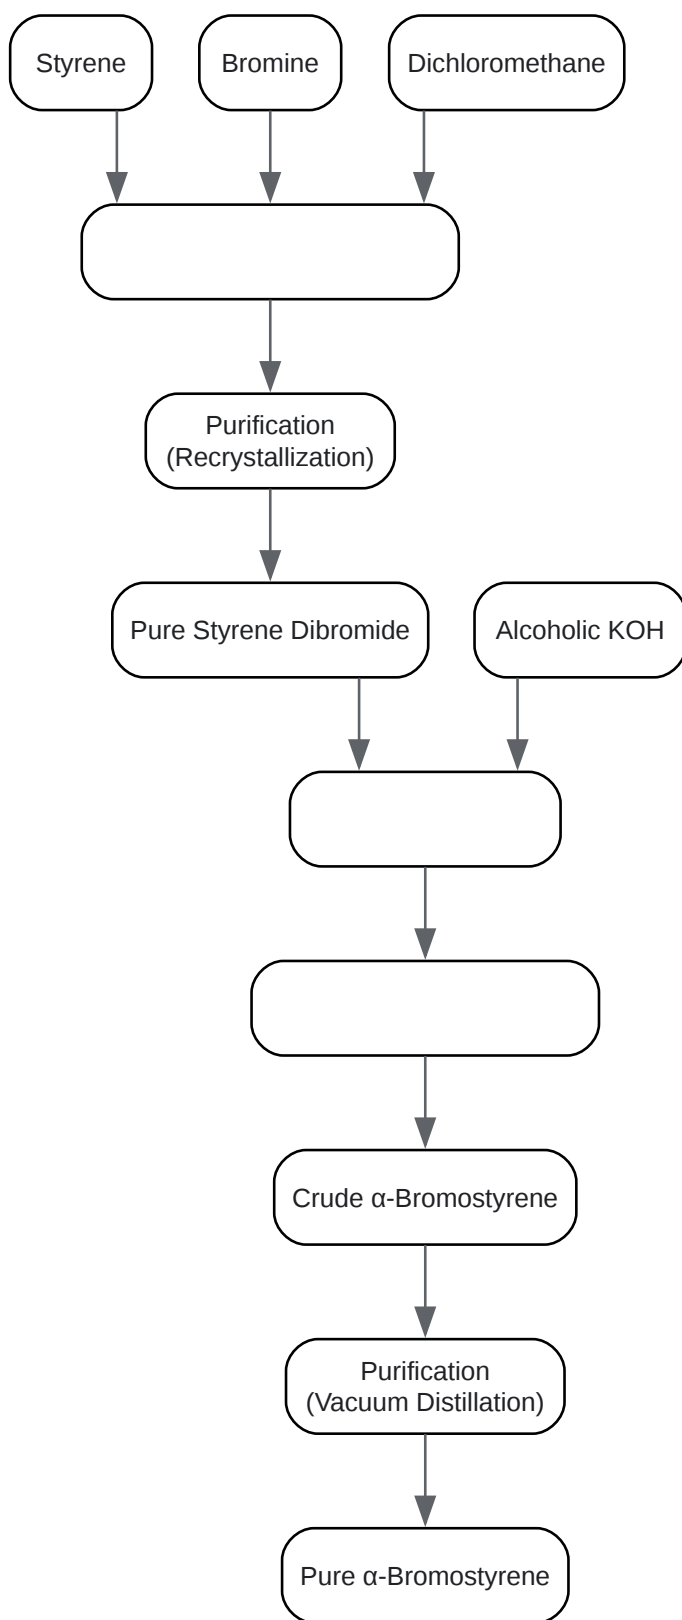 Styrene
Bromine
Dichloromethane
Purification
(Recrystallization)
Pure Styrene Dibromide
Alcoholic KOH
Crude α-Bromostyrene
Purification
(Vacuum Distillation)
Pure α-Bromostyrene